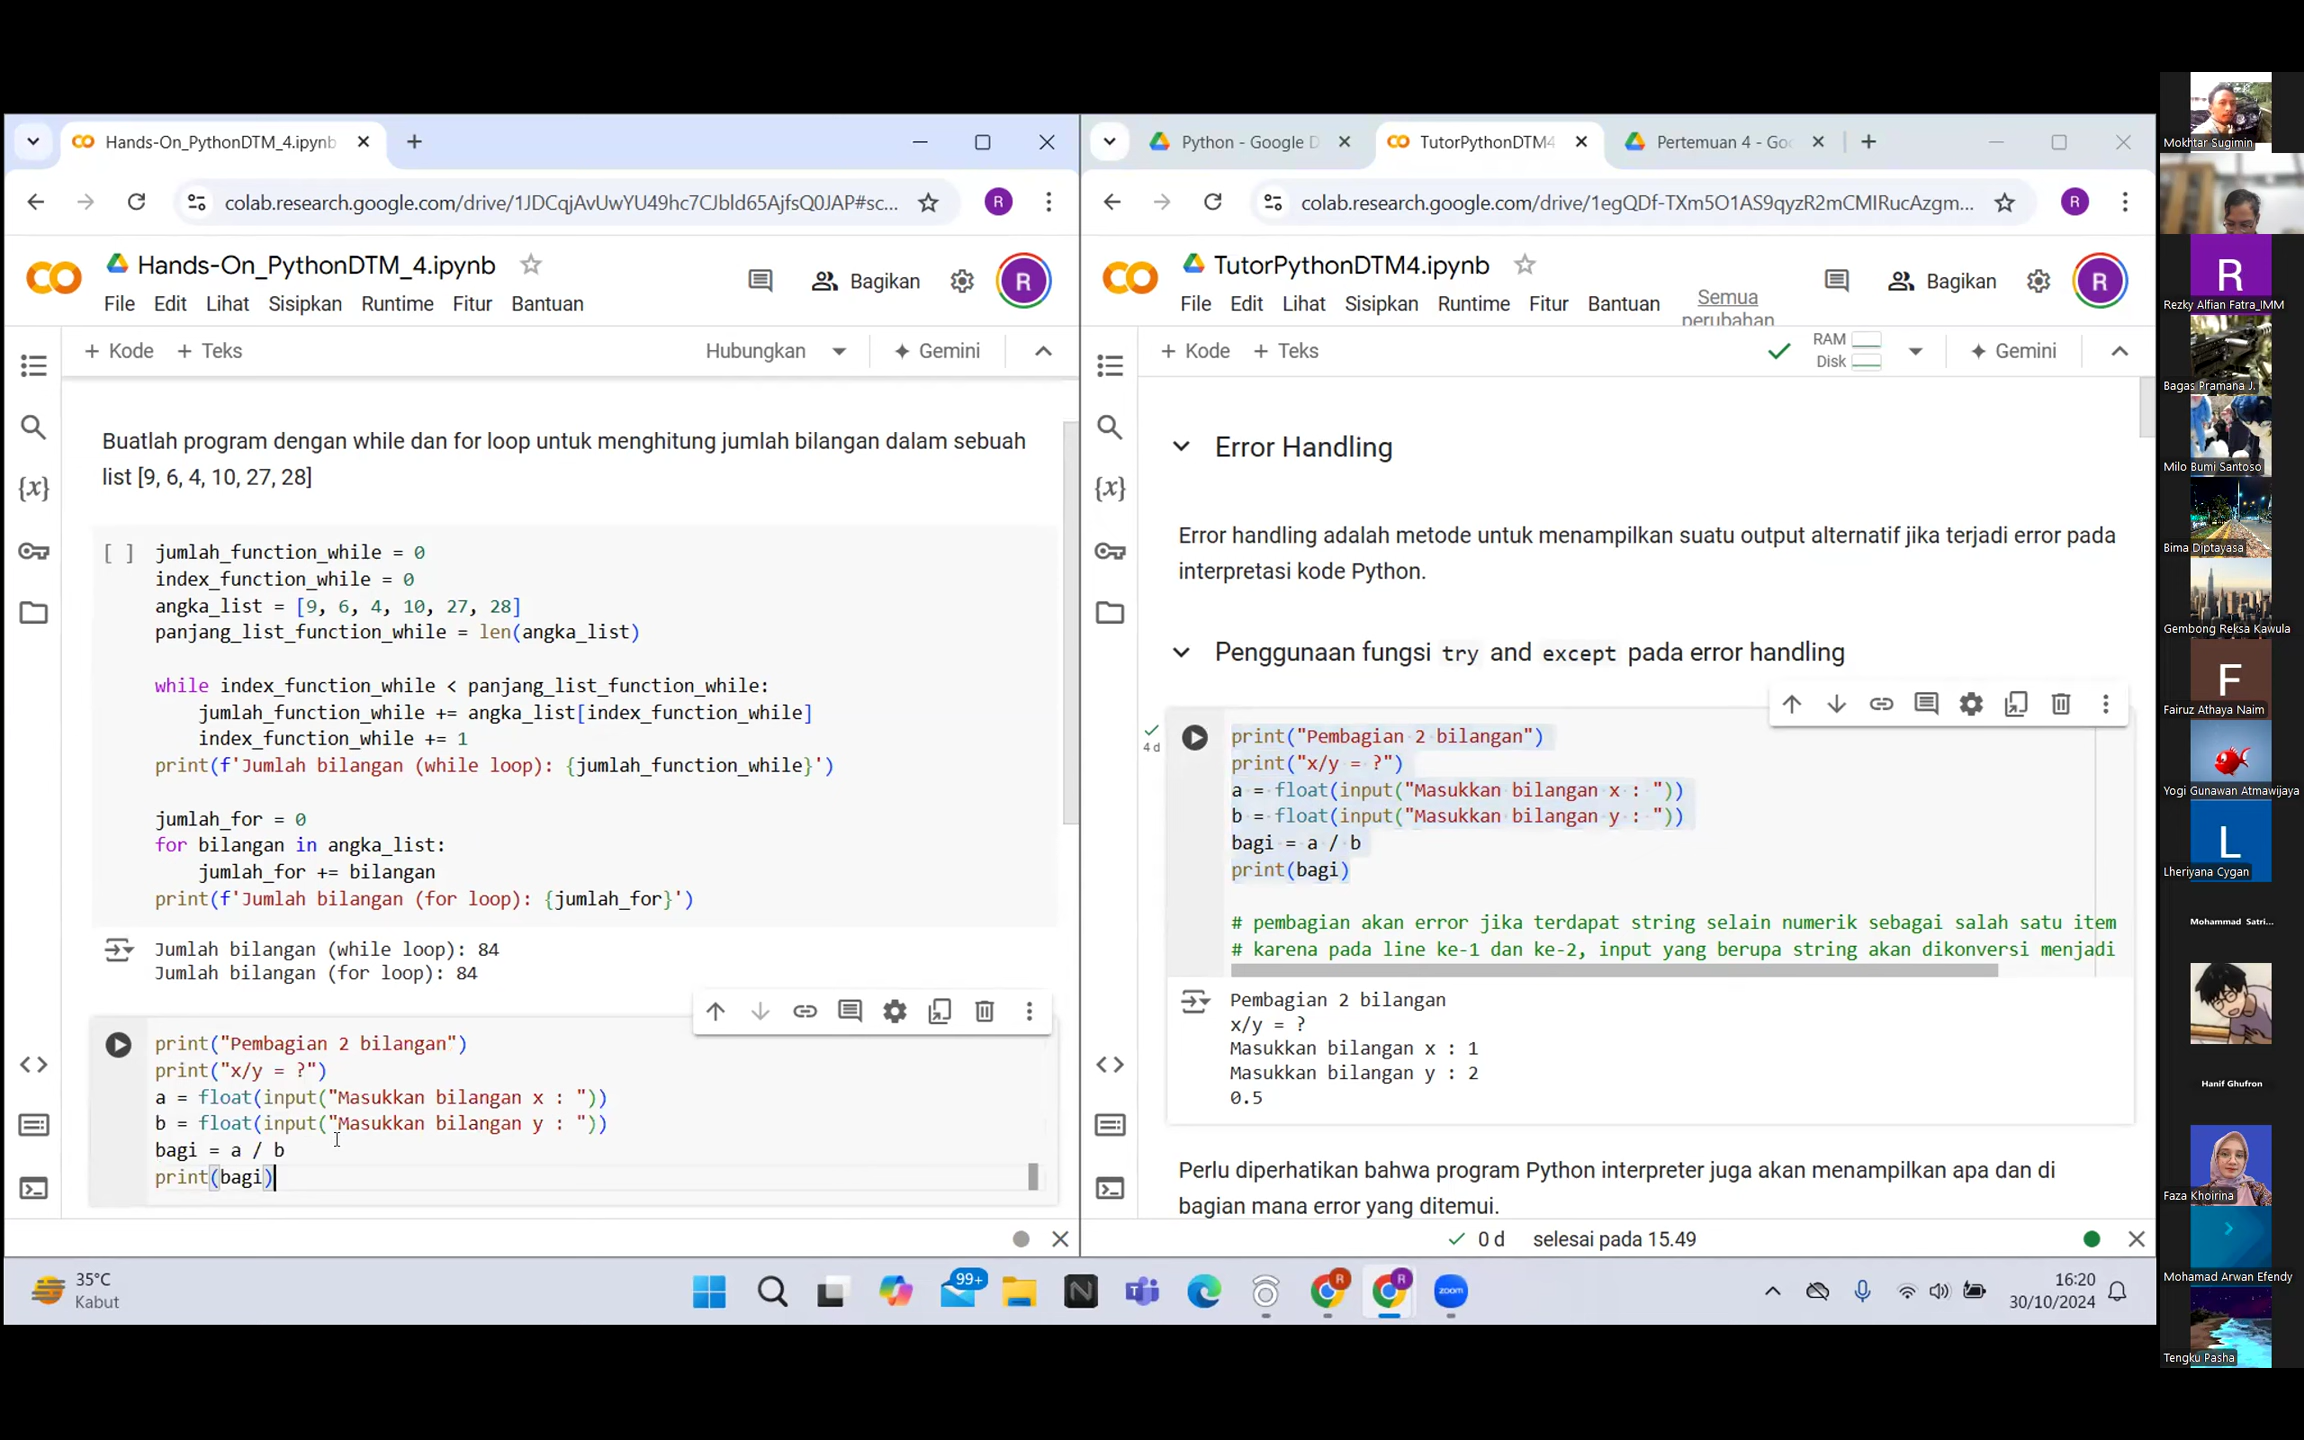 Hands-On_PythonDTM_4.ipynb
colab.research.google.com/drive/1JDCqjAvUwYU49hc7CJbld65AjfsQ0JAP#sc...
R
Hands-On_PythonDTM_4.ipynb
Bagikan
R
File Edit Lihat Sisipkan Runtime Fitur Bantuan
+ Kode + Teks
Hubungkan
Gemini
Buatlah program dengan while dan for loop untuk menghitung jumlah bilangan dalam sebuah
list [9, 6, 4, 10, 27, 28]
[ ] jumlah_function_while = 0
index_function_while = 0
angka_list = [9, 6, 4, 10, 27, 28]
panjang_list_function_while = len(angka_list)
while index_function_while < panjang_list_function_while:
jumlah_function_while += angka_list[index_function_while]
index_function_while += 1
print(f'Jumlah bilangan (while loop): {jumlah_function_while}')
jumlah_for = 0
for bilangan in angka_list:
jumlah_for += bilangan
print(f'Jumlah bilangan (for loop): {jumlah_for}')
Jumlah bilangan (while loop): 84
Jumlah bilangan (for loop): 84
print("Pembagian 2 bilangan")
print("x/y = ?")
a = float(input("Masukkan bilangan x : "))
b = float(input("Masukkan bilangan y : "))
bagi = a / b
print(bagi)
Python - Google D
TutorPythonDTM4
Pertemuan 4 - Goo
colab.research.google.com/drive/1egQDf-TXm5O1AS9qyzR2mCMIRucAzgm...
R
TutorPythonDTM4.ipynb
Bagikan
R
File Edit Lihat Sisipkan Runtime Fitur Bantuan
Semua
perubahan
+ Kode + Teks
RAM
Disk
Gemini
Error Handling
Error handling adalah metode untuk menampilkan suatu output alternatif jika terjadi error pada
interpretasi kode Python.
Penggunaan fungsi try and except pada error handling
4 d
print("Pembagian 2 bilangan")
print("x/y = ?")
a = float(input("Masukkan bilangan x : "))
b = float(input("Masukkan bilangan y : "))
bagi = a / b
print(bagi)
# pembagian akan error jika terdapat string selain numerik sebagai salah satu item
# karena pada line ke-1 dan ke-2, input yang berupa string akan dikonversi menjadi
Pembagian 2 bilangan
x/y = ?
Masukkan bilangan x : 1
Masukkan bilangan y : 2
0.5
Perlu diperhatikan bahwa program Python interpreter juga akan menampilkan apa dan di
bagian mana error yang ditemui.
0 d selesai pada 15.49
35°C
Kabut
99+
zoom
16:20
30/10/2024
Mokhtar Sugimin
R
Rezky Alfian Fatra_IMM
Bagas Pramana J.
Milo Bumi Santoso
Bima Diptayasa
Gembong Reksa Kawula
F
Fairuz Athaya Naim
Yogi Gunawan Atmawijaya
L
Lheriyana Cygan
Mohammad Satri...
Hanif Ghufron
Faza Khoirina
Mohamad Arwan Efendy
Tengku Pasha